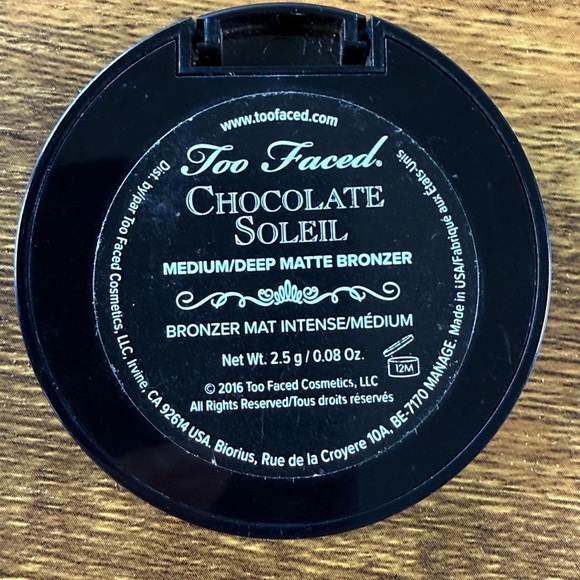 www.toofaced.com
Too Faced®
CHOCOLATE
SOLEIL
MEDIUM/DEEP MATTE BRONZER
BRONZER MAT INTENSE/MÉDIUM
Net Wt. 2.5 g / 0.08 Oz.
12M
© 2016 Too Faced Cosmetics, LLC
All Rights Reserved/Tous droits réservés
Dist. by/par Too Faced Cosmetics, LLC, Irvine, CA 92614 USA. Biorius, Rue de la Croyere 10A, BE-7170 MANAGE. Made in USA/Fabriqué aux États-Unis